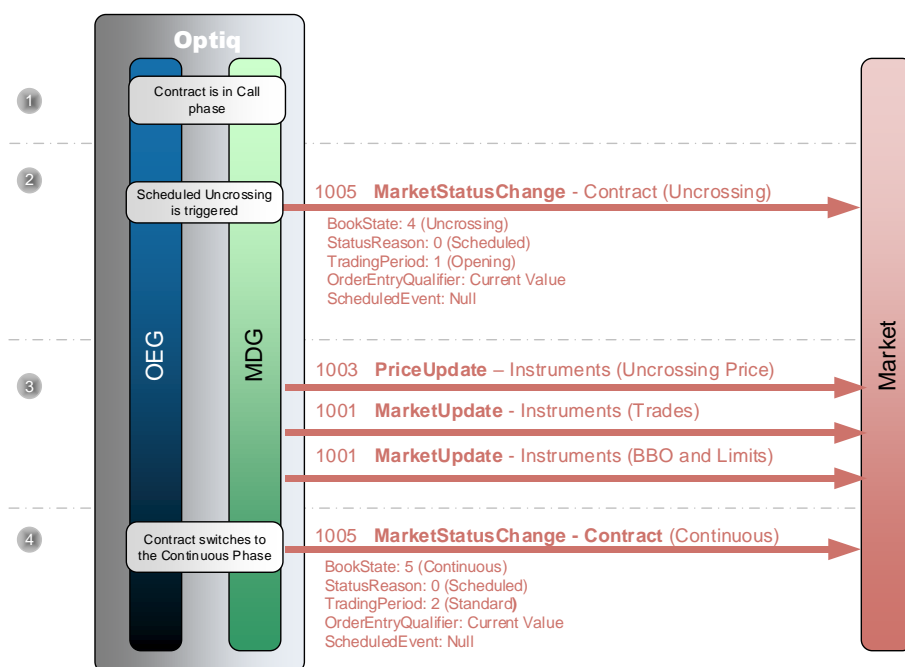 Optiq
1
Contract is in Call
phase
2
Scheduled Uncrossing
is triggered
1005 MarketStatusChange - Contract (Uncrossing)
BookState: 4 (Uncrossing)
StatusReason: 0 (Scheduled)
TradingPeriod: 1 (Opening)
OrderEntryQualifier: Current Value
ScheduledEvent: Null
OEG
MDG
Market
3
1003 PriceUpdate – Instruments (Uncrossing Price)
1001 MarketUpdate - Instruments (Trades)
1001 MarketUpdate - Instruments (BBO and Limits)
4
Contract switches to
the Continuous Phase
1005 MarketStatusChange - Contract (Continuous)
BookState: 5 (Continuous)
StatusReason: 0 (Scheduled)
TradingPeriod: 2 (Standard)
OrderEntryQualifier: Current Value
ScheduledEvent: Null